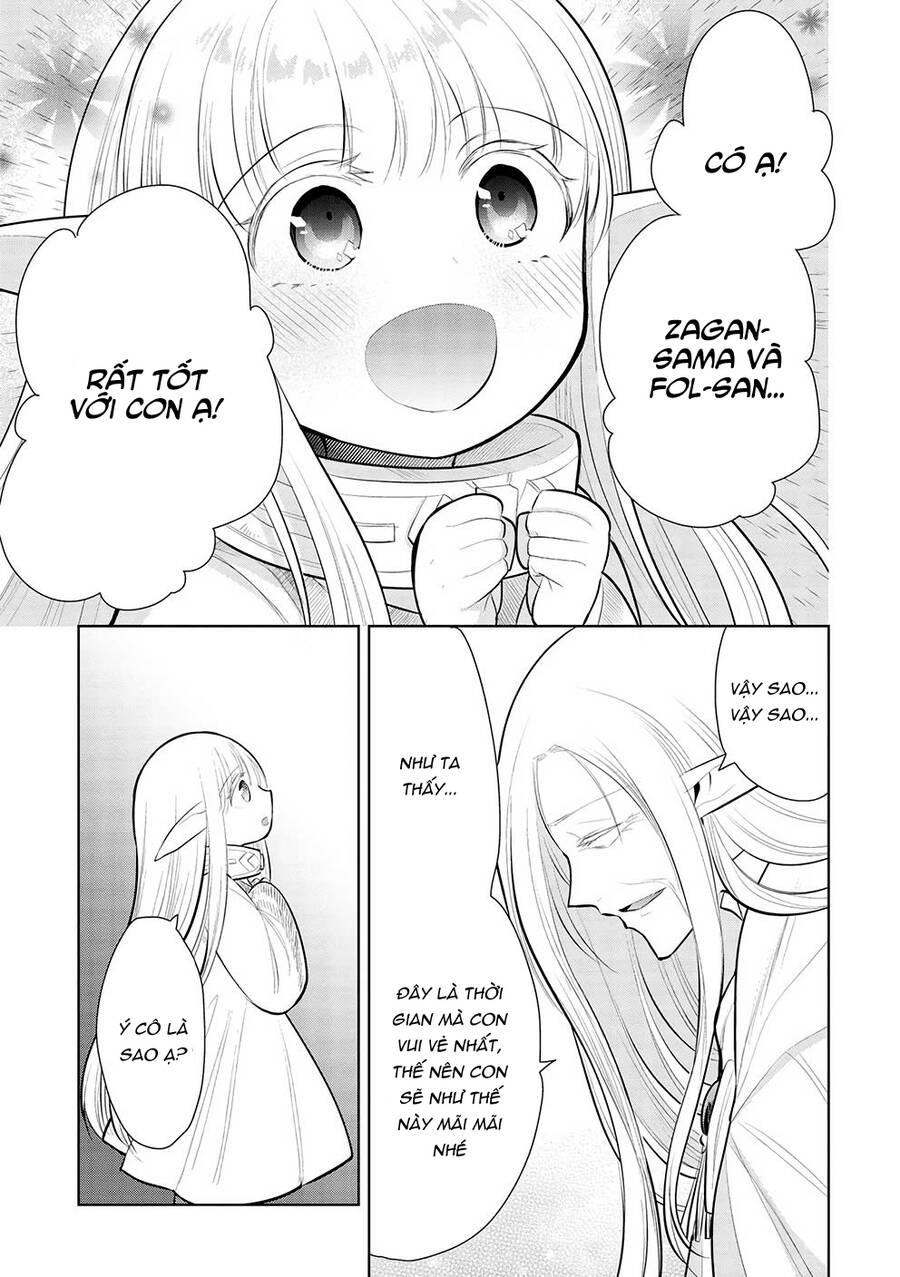 CÓ Ạ!
ZAGAN-
SAMA VÀ
FOL-SAN...
RẤT TỐT
VỚI CON Ạ!
VẬY SAO...
VẬY SAO...
NHƯ TA
THẤY...
ĐÂY LÀ THỜI
GIAN MÀ CON
VUI VẺ NHẤT,
THẾ NÊN CON
SẼ NHƯ THẾ
NÀY MÃI MÃI
NHÉ
Ý CÔ LÀ
SAO Ạ?